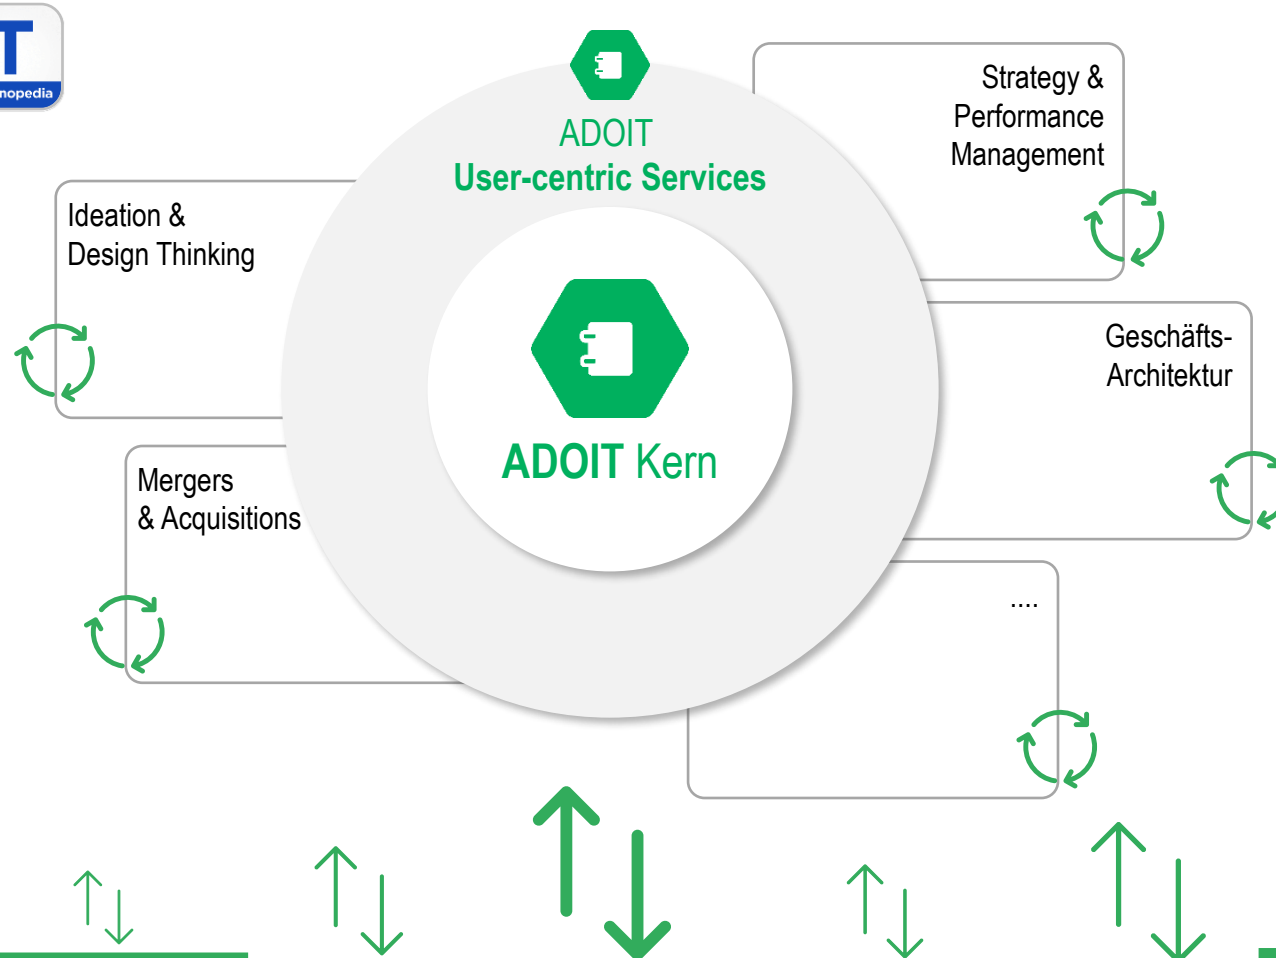 T
nopedia
ADOIT
User-centric Services
Strategy &
Performance
Management
Ideation &
Design Thinking
ADOIT Kern
Geschäfts-
Architektur
Mergers
& Acquisitions
....